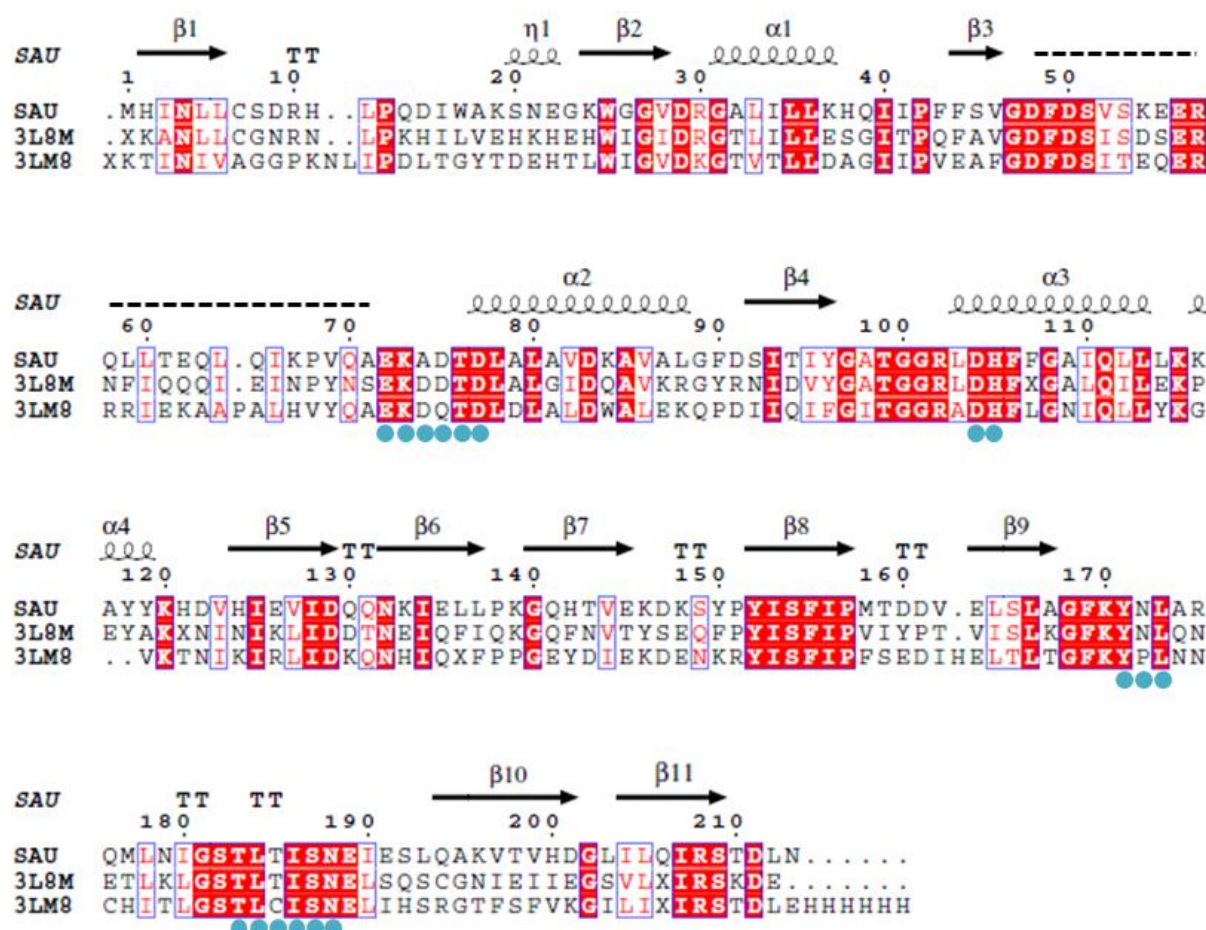 β1 η1 β2 α1 β3
SAU TT
1 10 20 30 40 50
SAU .MHINLLCSDRH..LPQDIWAKSNEGKWGGVDRGALILLKHQIIPFFSVGDFDSVSKEER
3L8M .XKANLLCGNRN..LPKHILVEHKHEHWIGIDRGTLILLESGITPQFAVGDFDSISDSER
3LM8 XKTINIVAGGPKNLIPDLTGYTDEHTLWIGVDKGTVTLLDAGIIPVEAFGDFDSITEQER
α2 β4 α3
SAU
60 70 80 90 100 110
SAU QLLTEQL.QIKPVQAEKADTDLALAVDKAVALGFDSITIYGATGGRLDHFFGAIQLLLKK
3L8M NFIQQQI.EINPYNSEKDDTDLALGIDQAVKRGYRNIDVYGATGGRLDHFXGALQILEKP
3LM8 RRIEKAAPALHVYQAEKDQTDLDLALDWALEKQPDIIQIFGITGGRADHFLGNIQLLYKG
α4 β5 β6 β7 β8 β9
SAU TT TT TT
120 130 140 150 160 170
SAU AYYKHDVHIEVIDQQNKIELLPKGQHTVEKDKSYPYISFIPMTDDV.ELSLAGFKYNLAR
3L8M EYAKXNINIKLIDDTNEIQFIQKGQFNVTYSEQFPYISFIPVIYPT.VISLKGFKYNLQN
3LM8 ..VKTNIKIRLIDKQNHIQXFPPGEYDIEKDENKRYISFIPFSEDIHELTLTGFKYPLNN
β10 β11
SAU TT TT
180 190 200 210
SAU QMLNIGSTLTISNEIESLQAKVTVHDGLILQIRSTDLN......
3L8M ETLKLGSTLTISNELSQSCGNIEIIEGSVLXIRSKDE.......
3LM8 CHITLGSTLCISNELIHSRGTFSFVKGILIXIRSTDLEHHHHHH